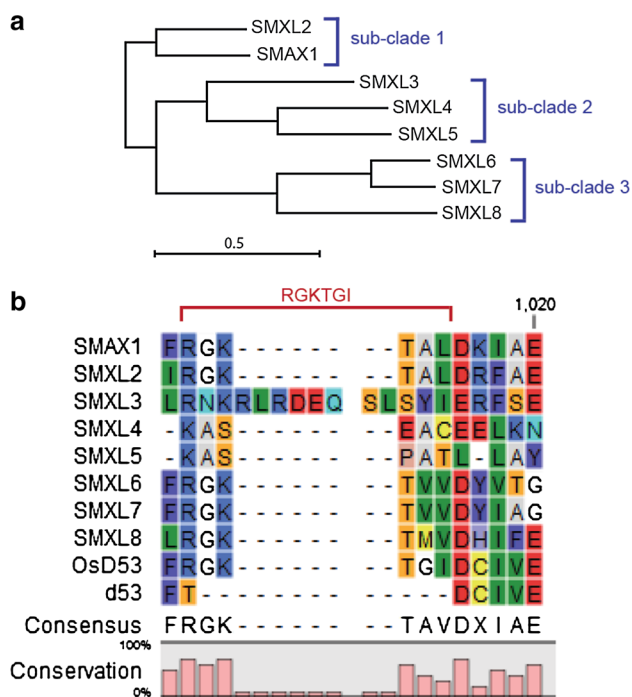 a
SMXL2
SMAX1
sub-clade 1
SMXL3
SMXL4
SMXL5
sub-clade 2
SMXL6
SMXL7
SMXL8
sub-clade 3
0.5
b
RGKTGI
1,020
SMAX1 FRGK- - - - - - - - TALDKIAE
SMXL2 IRGK- - - - - - - - TALDRFAE
SMXL3 LRNKRLRDEQ SLSYIERFSE
SMXL4 -KAS- - - - - - - - EACEELKN
SMXL5 -KAS- - - - - - - - PATL-LAY
SMXL6 FRGK- - - - - - - - TVVDYVTG
SMXL7 FRGK- - - - - - - - TVVDYIAG
SMXL8 LRGK- - - - - - - - TMVDHIFE
OsD53 FRGK- - - - - - - - TGIDCIVE
d53 FT- - - - - - - - - - - - - DCIVE
Consensus FRGK- - - - - - - - TAVDXIAE
100%
Conservation
0%